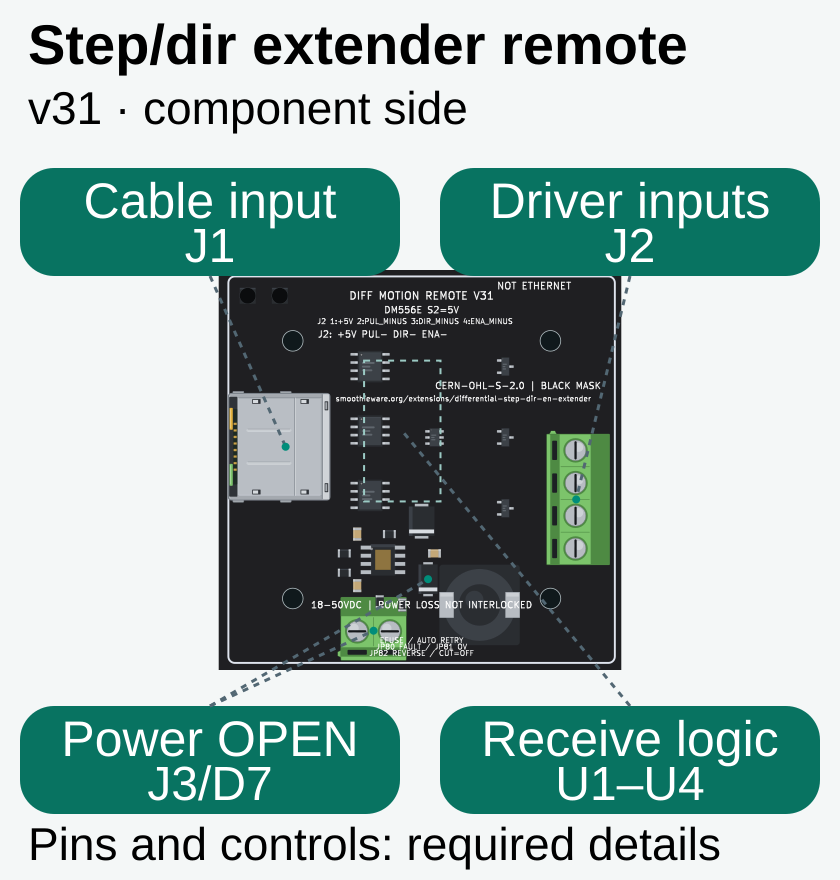 Step/dir extender remote
v31 · component side
Cable input
J1
Driver inputs
J2
NOT ETHERNET
DIFF MOTION REMOTE V31
DM556E S2=5V
J2 1:+5V 2:PUL_MINUS 3:DIR_MINUS 4:ENA_MINUS
J2: +5V PUL- DIR- ENA-
CERN-OHL-S-2.0 | BLACK MASK
smoothieware.org/extensions/differential-step-dir-en-extender
18-50VDC | POWER LOSS NOT INTERLOCKED
EFUSE / AUTO RETRY
JPB0 FAULT / JPB1 OV
JPB2 REVERSE / CUT=OFF
Power OPEN
J3/D7
Receive logic
U1–U4
Pins and controls: required details